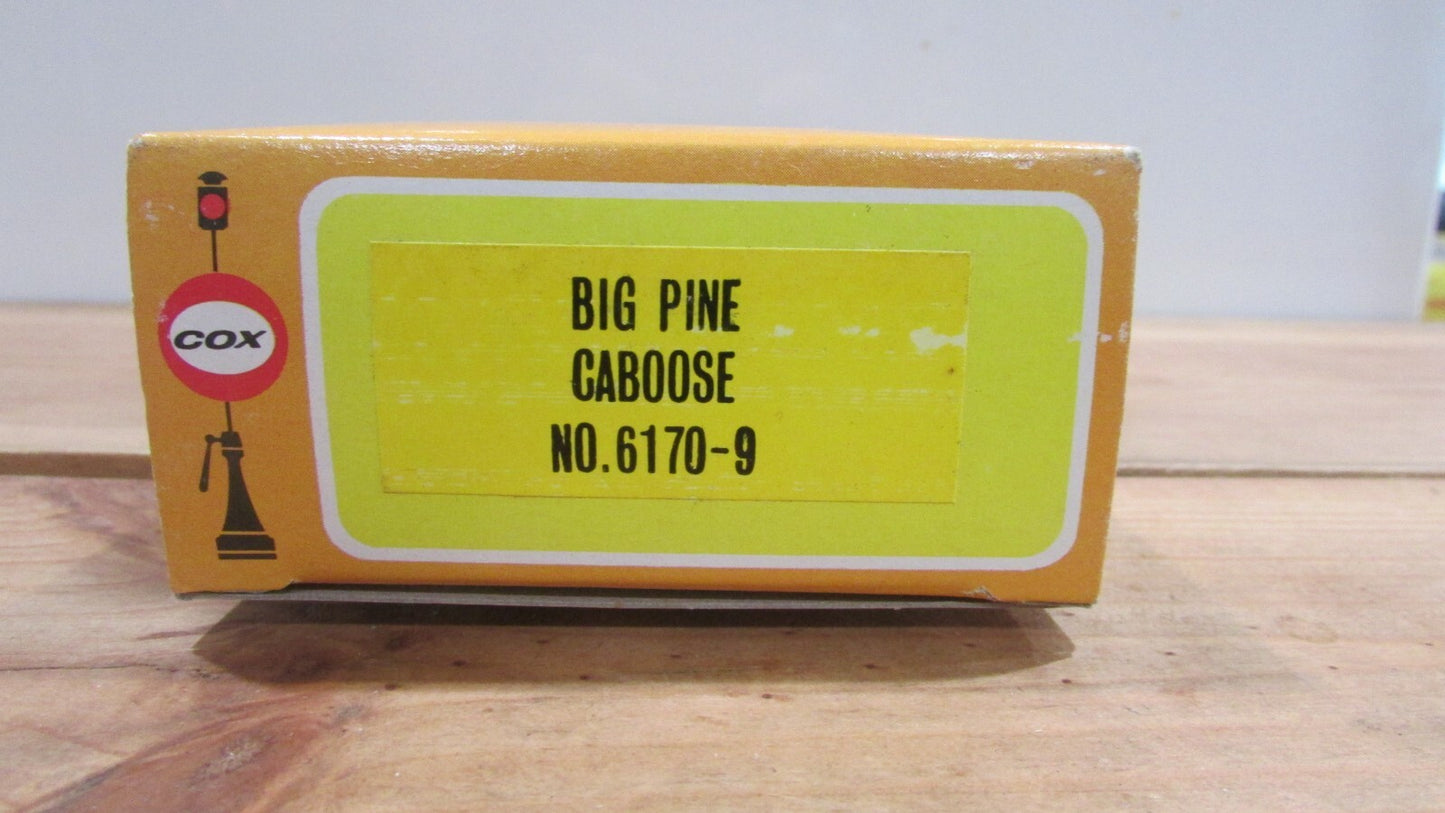 COX
BIG PINE
CABOOSE
NO.6170-9